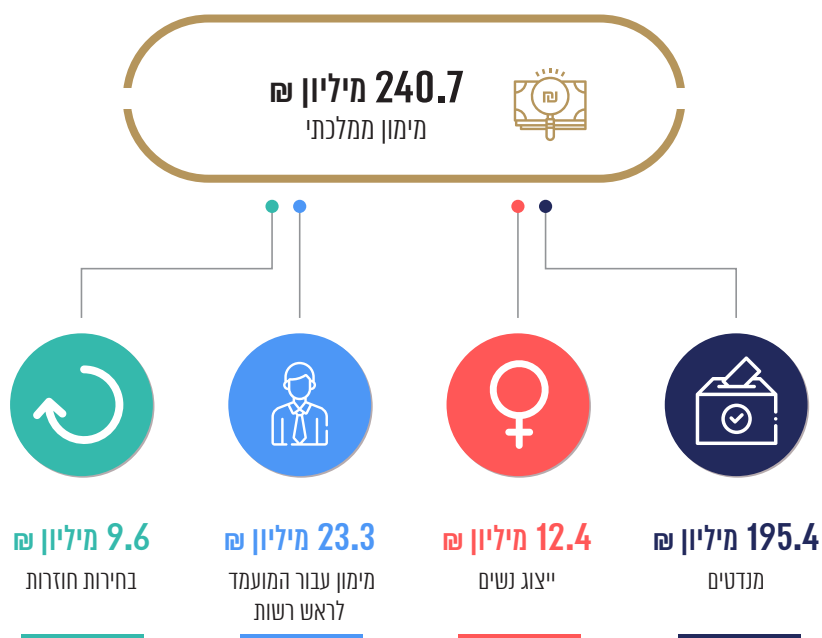 240.7 מיליון ₪
מימון ממלכתי
₪
195.4 מיליון ₪
מנדטים
12.4 מיליון ₪
ייצוג נשים
23.3 מיליון ₪
מימון עבור המועמד
לראש רשות
9.6 מיליון ₪
בחירות חוזרות